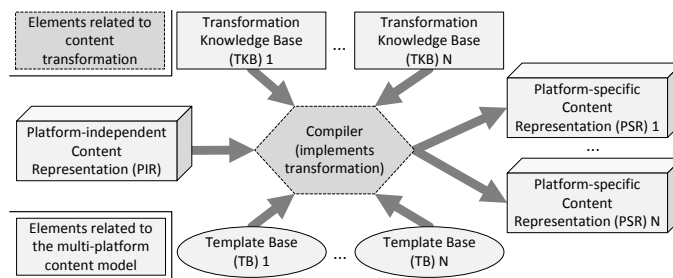 Elements related to
content
transformation
Transformation
Knowledge Base
(TKB) 1
...
Transformation
Knowledge Base
(TKB) N
Platform-independent
Content
Representation (PIR)
Compiler
(implements
transformation)
Platform-specific
Content
Representation (PSR) 1
...
Platform-specific
Content
Representation (PSR) N
Elements related to
the multi-platform
content model
Template Base
(TB) 1
...
Template Base
(TB) N